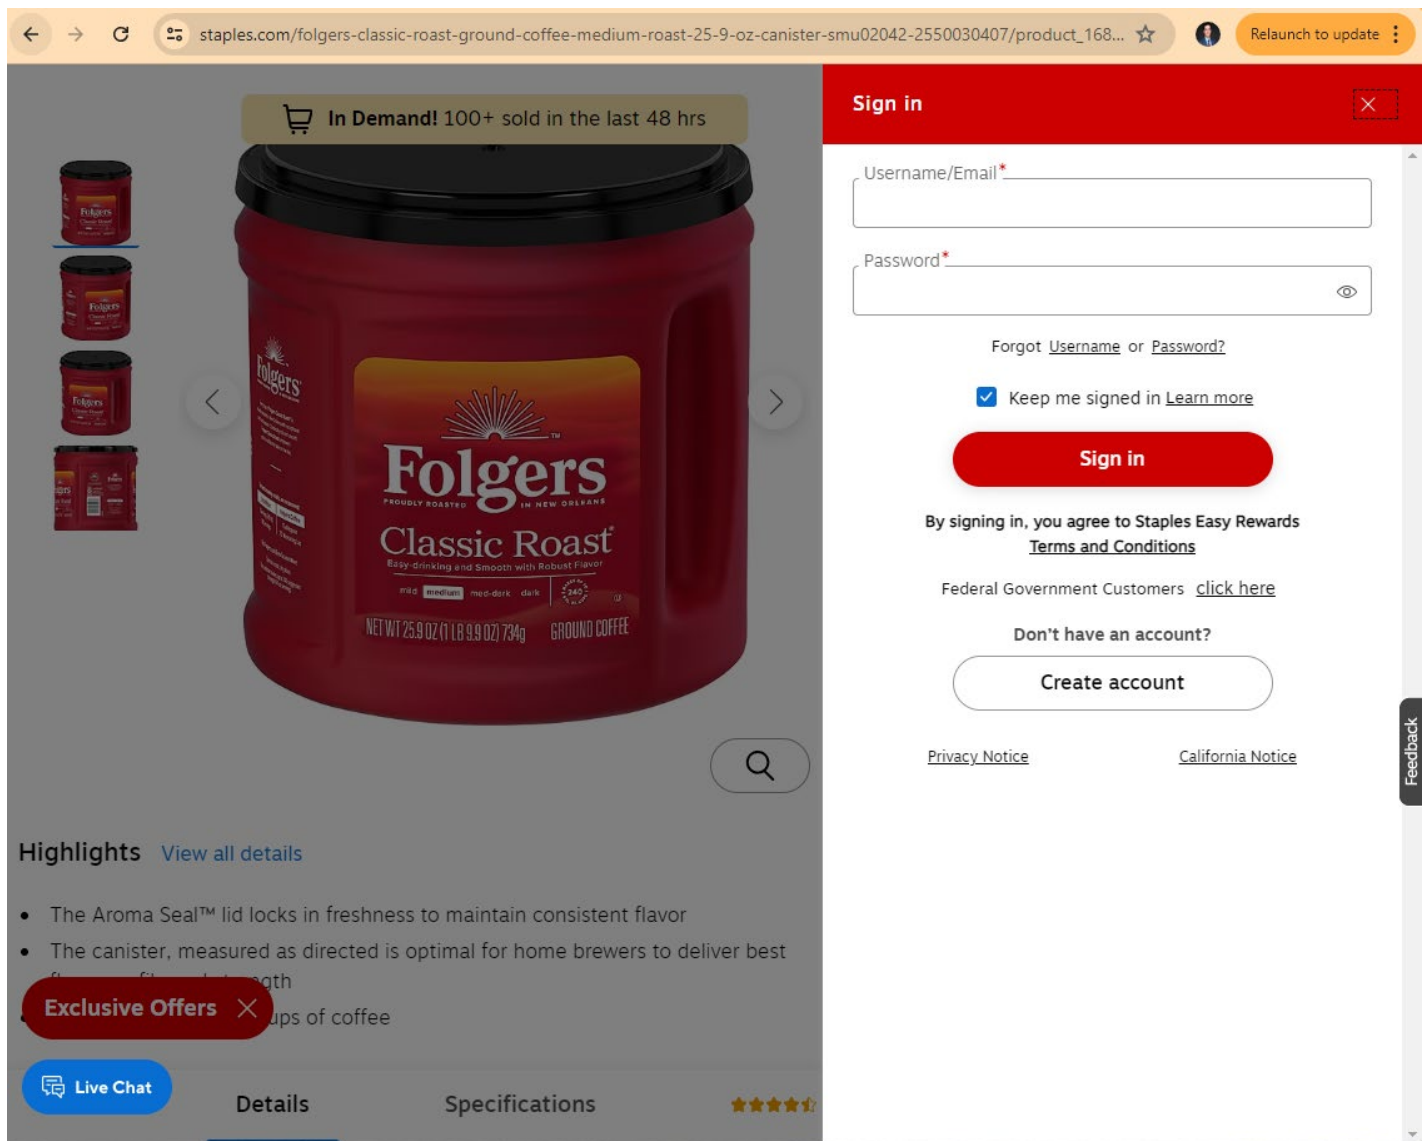 staples.com/folgers-classic-roast-ground-coffee-medium-roast-25-9-oz-canister-smu02042-2550030407/product_168...
Relaunch to update
In Demand! 100+ sold in the last 48 hrs
Folgers
Folgers
Classic Roast
Folgers
Folgers
Folgers
™
PROUDLY ROASTED IN NEW ORLEANS
Classic Roast®
Easy-drinking and Smooth with Robust Flavor
mild medium med-dark dark
240
NET WT 25.9 OZ (1 LB 9.9 OZ) 734g GROUND COFFEE
Highlights View all details
• The Aroma Seal™ lid locks in freshness to maintain consistent flavor
• The canister, measured as directed is optimal for home brewers to deliver best
Exclusive Offers
ups of coffee
Live Chat
Details Specifications
Sign in
Username/Email*
Password*
Forgot Username or Password?
Keep me signed in Learn more
Sign in
By signing in, you agree to Staples Easy Rewards
Terms and Conditions
Federal Government Customers click here
Don't have an account?
Create account
Privacy Notice California Notice
Feedback